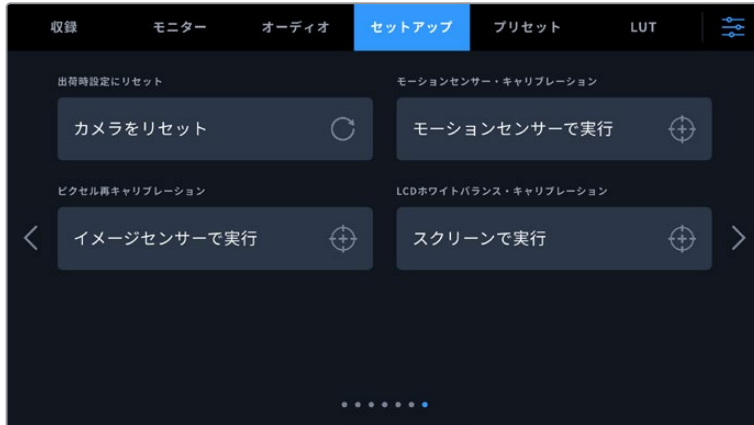 収録 モニター オーディオ セットアップ プリセット LUT
出荷時設定にリセット モーションセンサー・キャリブレーション
カメラをリセット モーションセンサーで実行
ピクセル再キャリブレーション LCDホワイトバランス・キャリブレーション
イメージセンサーで実行 スクリーンで実行